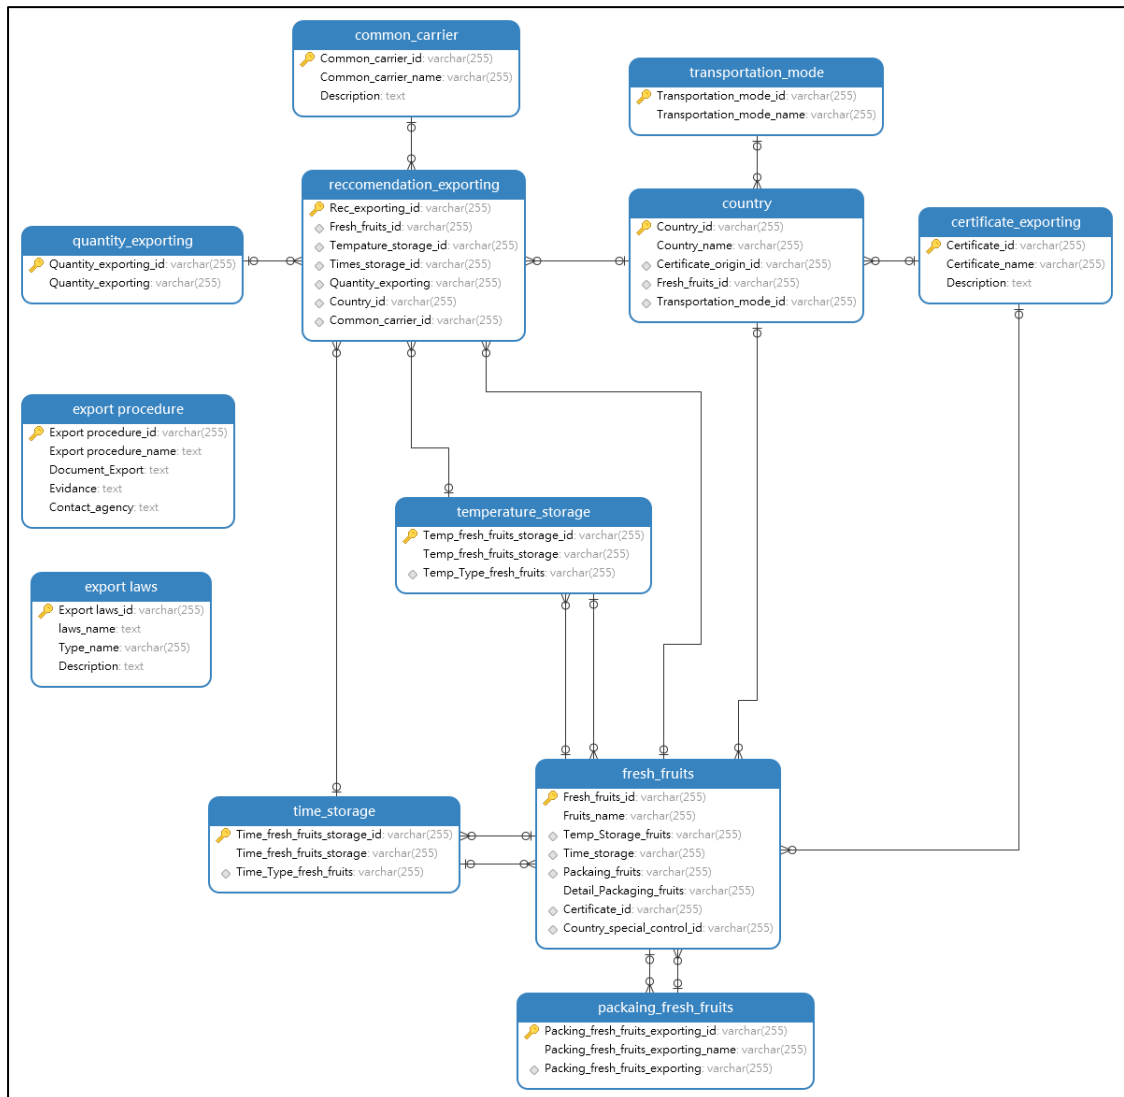 common_carrier
Common_carrier_id: varchar(255)
Common_carrier_name: varchar(255)
Description: text
transportation_mode
Transportation_mode_id: varchar(255)
Transportation_mode_name: varchar(255)
reccomendation_exporting
Rec_exporting_id: varchar(255)
Fresh_fruits_id: varchar(255)
Tempature_storage_id: varchar(255)
Times_storage_id: varchar(255)
Quantity_exporting: varchar(255)
Country_id: varchar(255)
Common_carrier_id: varchar(255)
country
Country_id: varchar(255)
Country_name: varchar(255)
Certificate_origin_id: varchar(255)
Fresh_fruits_id: varchar(255)
Transportation_mode_id: varchar(255)
certificate_exporting
Certificate_id: varchar(255)
Certificate_name: varchar(255)
Description: text
quantity_exporting
Quantity_exporting_id: varchar(255)
Quantity_exporting: varchar(255)
export procedure
Export procedure_id: varchar(255)
Export procedure_name: text
Document_Export: text
Evidance: text
Contact_agency: text
temperature_storage
Temp_fresh_fruits_storage_id: varchar(255)
Temp_fresh_fruits_storage: varchar(255)
Temp_Type_fresh_fruits: varchar(255)
export laws
Export laws_id: varchar(255)
laws_name: text
Type_name: varchar(255)
Description: text
time_storage
Time_fresh_fruits_storage_id: varchar(255)
Time_fresh_fruits_storage: varchar(255)
Time_Type_fresh_fruits: varchar(255)
fresh_fruits
Fresh_fruits_id: varchar(255)
Fruits_name: varchar(255)
Temp_Storage_fruits: varchar(255)
Time_storage: varchar(255)
Packaing_fruits: varchar(255)
Detail_Packaging_fruits: varchar(255)
Certificate_id: varchar(255)
Country_special_control_id: varchar(255)
packaing_fresh_fruits
Packing_fresh_fruits_exporting_id: varchar(255)
Packing_fresh_fruits_exporting_name: varchar(255)
Packing_fresh_fruits_exporting: varchar(255)